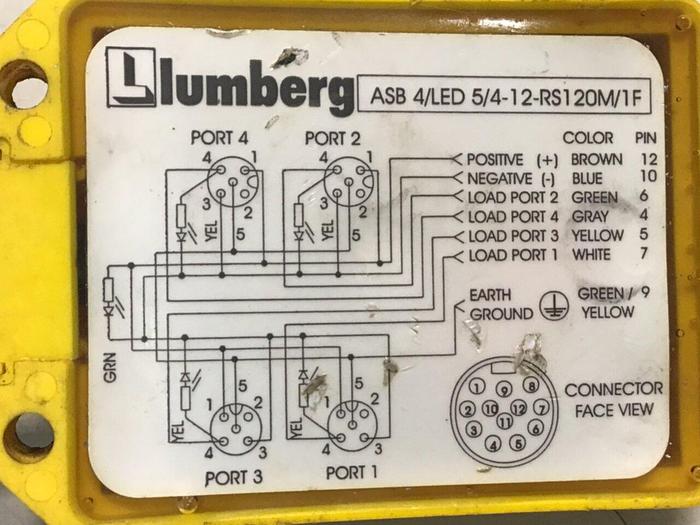 lumberg
ASB 4/LED 5/4-12-RS120M/1F
COLOR PIN
PORT 4 PORT 2
4 1 4 1
3 2 3 2
YEL 5 YEL 5
POSITIVE (+) BROWN 12
NEGATIVE (-) BLUE 10
LOAD PORT 2 GREEN 6
LOAD PORT 4 GRAY 4
LOAD PORT 3 YELLOW 5
LOAD PORT 1 WHITE 7
EARTH GROUND GREEN/ YELLOW 9
GRN
5 5
1 2 1 2
YEL YEL
4 3 4 3
PORT 3 PORT 1
1 9 8
2 10 12 7
3 11 6
4 5
CONNECTOR
FACE VIEW